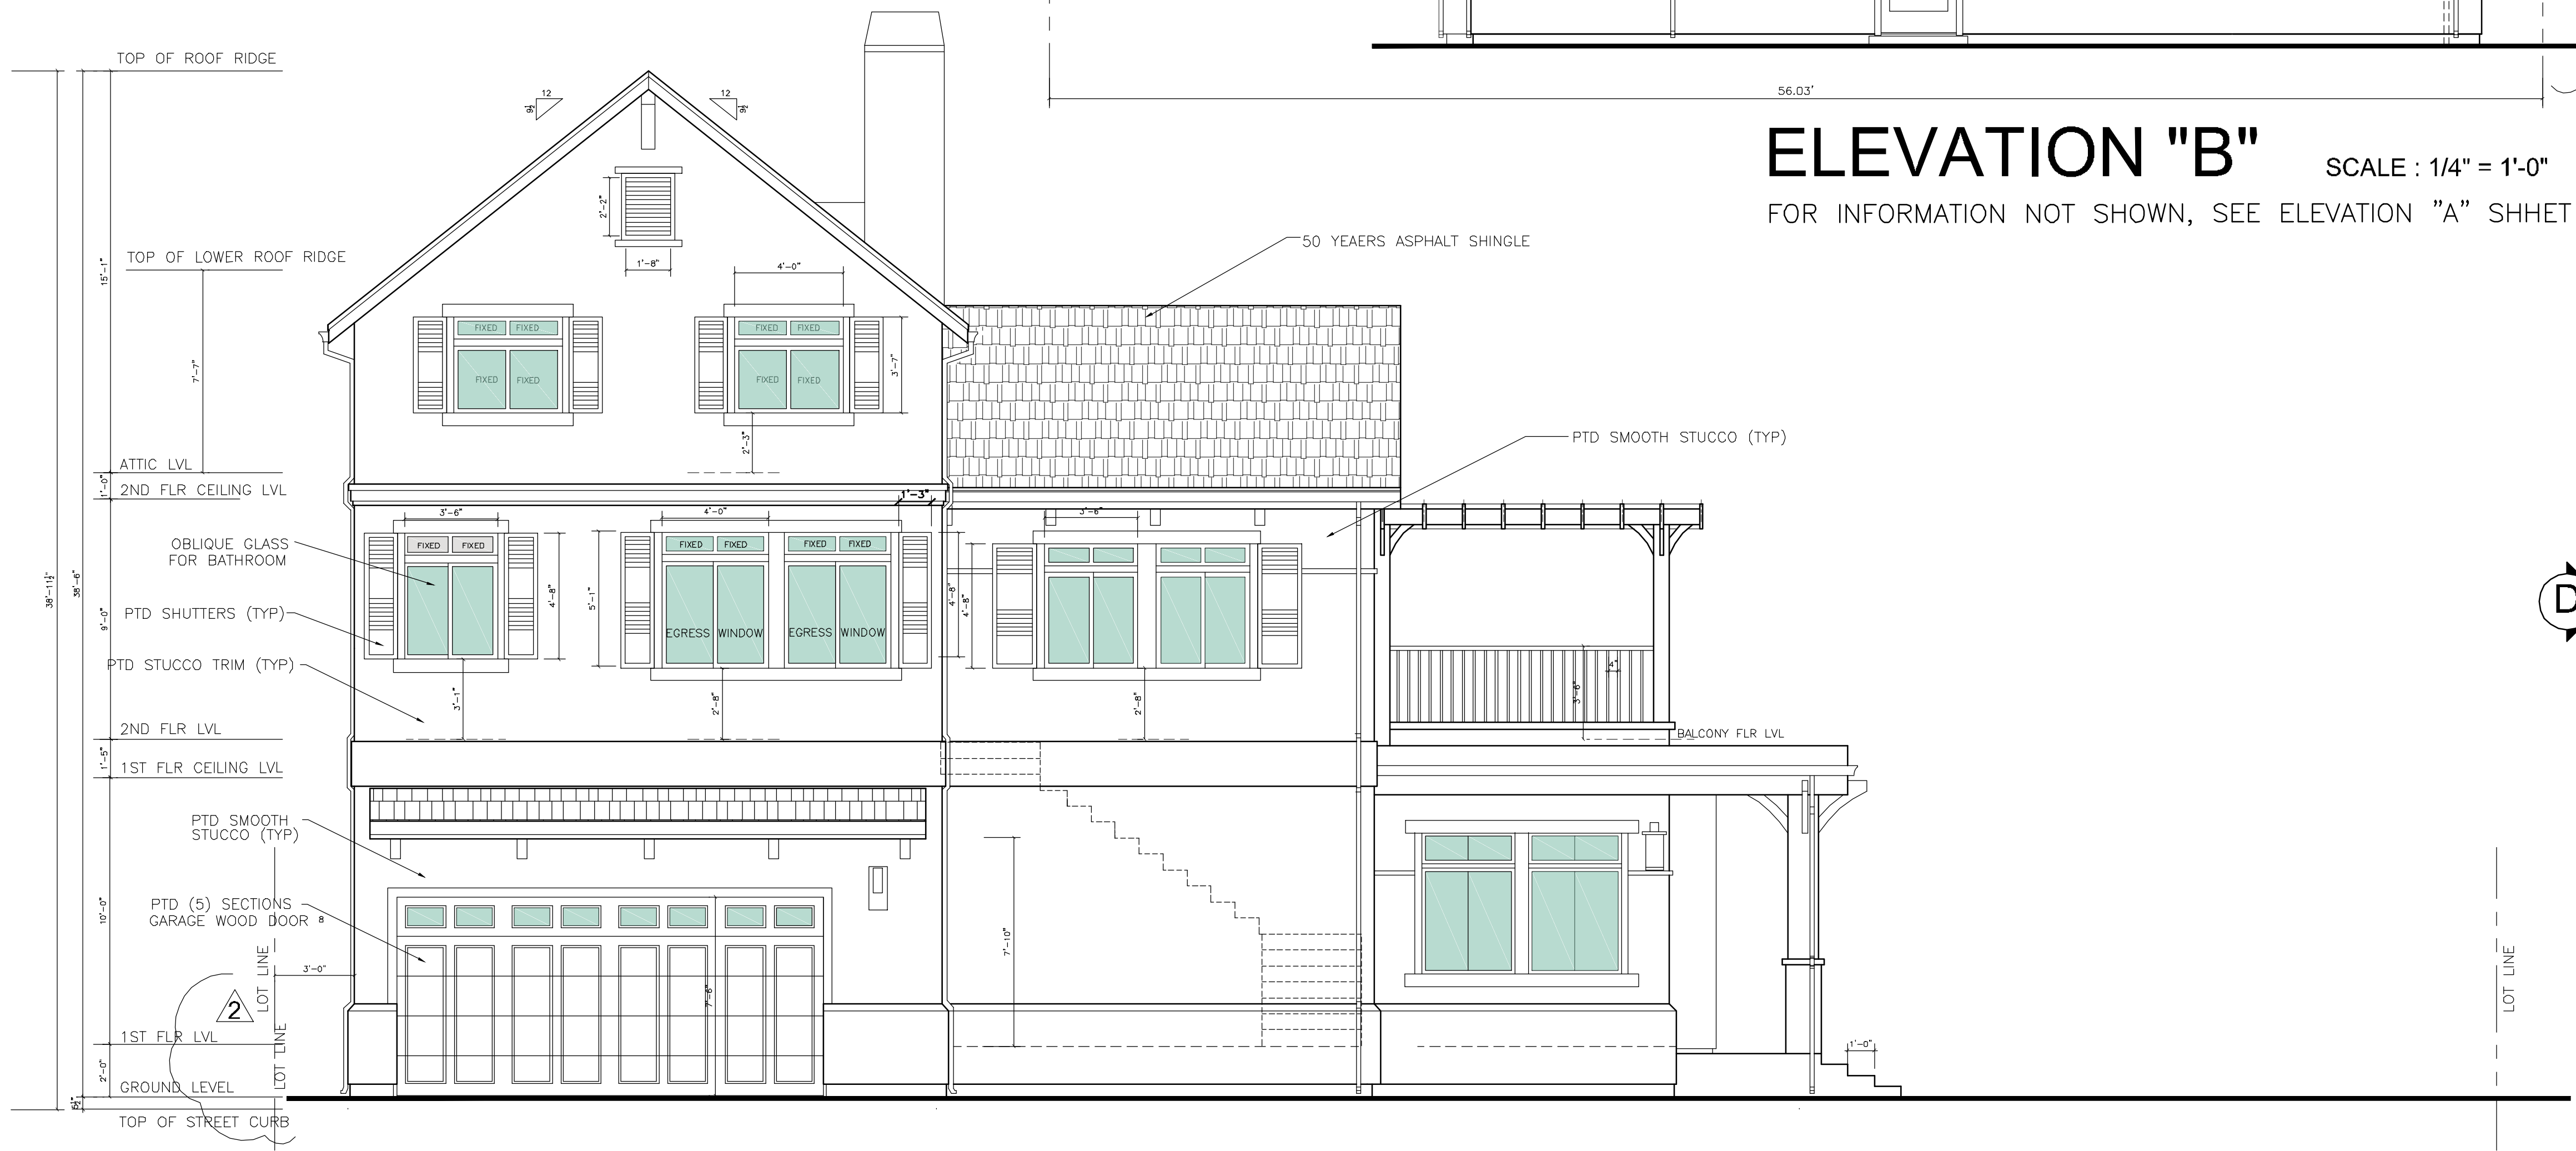 TOP OF ROOF RIDGE
12
9½
12
9½
56.03'
ELEVATION "B"
SCALE : 1/4" = 1'-0"
FOR INFORMATION NOT SHOWN, SEE ELEVATION "A" SHHET
2'-2"
1'-8"
50 YEAERS ASPHALT SHINGLE
TOP OF LOWER ROOF RIDGE
15'-1"
4'-0"
FIXED FIXED
FIXED FIXED
FIXED FIXED
FIXED FIXED
3'-7"
7'-7"
2'-3"
PTD SMOOTH STUCCO (TYP)
ATTIC LVL
1'-0"
2ND FLR CEILING LVL
1'-3"
3'-6"
4'-0"
3'-6"
OBLIQUE GLASS
FOR BATHROOM
FIXED FIXED
FIXED FIXED
FIXED FIXED
38'-11½"
38'-6"
9'-0"
4'-8"
5'-1"
4'-8"
4'-8"
D
PTD SHUTTERS (TYP)
EGRESS WINDOW
EGRESS WINDOW
PTD STUCCO TRIM (TYP)
4"
3'-6"
3'-1"
2'-8"
2'-8"
2ND FLR LVL
BALCONY FLR LVL
1'-5"
1ST FLR CEILING LVL
PTD SMOOTH
STUCCO (TYP)
PTD (5) SECTIONS
GARAGE WOOD DOOR 8
10'-0"
7'-10"
LOT LINE
3'-0"
7'-6"
LOT LINE
2
LOT LINE
1ST FLR LVL
1'-0"
2'-0"
GROUND LEVEL
5½"
TOP OF STREET CURB